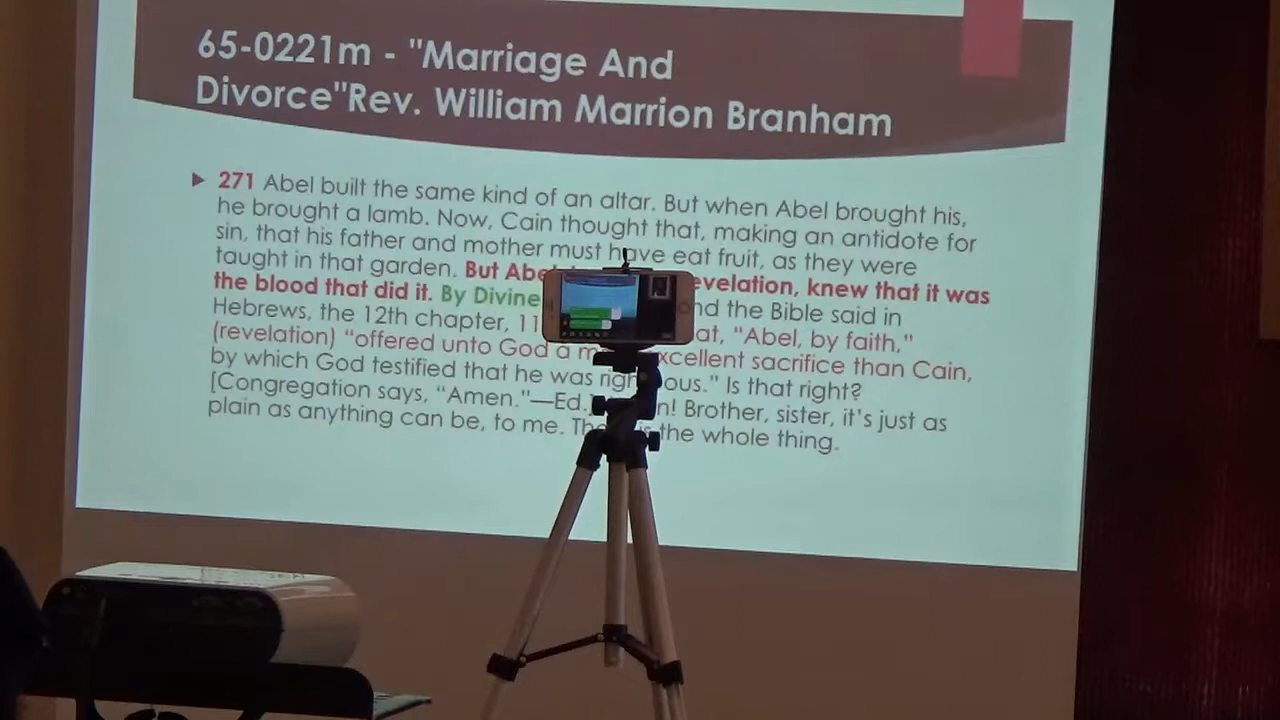 65-0221m - "Marriage And
Divorce"Rev. William Marrion Branham
271 Abel built the same kind of an altar. But when Abel brought his,
he brought a lamb. Now, Cain thought that, making an antidote for
sin, that his father and mother must have eat fruit, as they were
taught in that garden. But Abe evelation, knew that it was
the blood that did it. By Divine nd the Bible said in
Hebrews, the 12th chapter, 11 at, "Abel, by faith,"
(revelation) "offered unto God a m xcellent sacrifice than Cain,
by which God testified that he was righ ous." Is that right?
[Congregation says, "Amen."—Ed. n! Brother, sister, it's just as
plain as anything can be, to me. The is the whole thing.